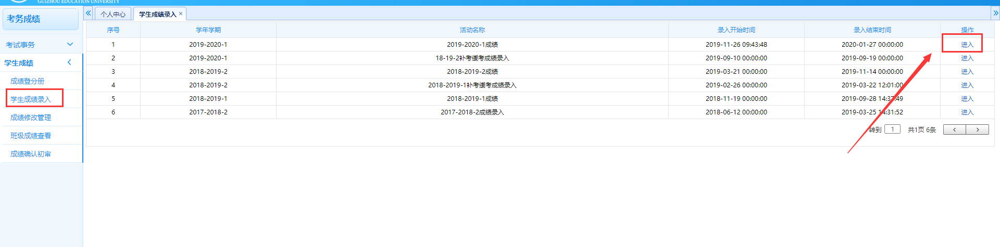 GUIZHOU EDUCATION UNIVERSITY
考务成绩
考试事务
学生成绩
成绩登分册
学生成绩录入
成绩修改管理
班级成绩查看
成绩确认初审
个人中心 学生成绩录入 ×
序号 学年学期 活动名称 录入开始时间 录入结束时间 操作
1 2019-2020-1 2019-2020-1成绩 2019-11-26 09:43:48 2020-01-27 00:00:00 进入
2 2019-2020-1 18-19-2补考缓考成绩录入 2019-09-10 00:00:00 2019-09-19 00:00:00 进入
3 2018-2019-2 2018-2019-2成绩 2019-03-21 00:00:00 2019-11-14 00:00:00 进入
4 2018-2019-2 2018-2019-1补考缓考成绩录入 2019-02-26 00:00:00 2019-03-22 12:01:00 进入
5 2018-2019-1 2018-2019-1成绩 2018-11-19 00:00:00 2019-09-28 14:37:49 进入
6 2017-2018-2 2017-2018-2成绩录入 2018-06-12 00:00:00 2019-03-25 14:31:52 进入
转到 1 共1页 6条 < >